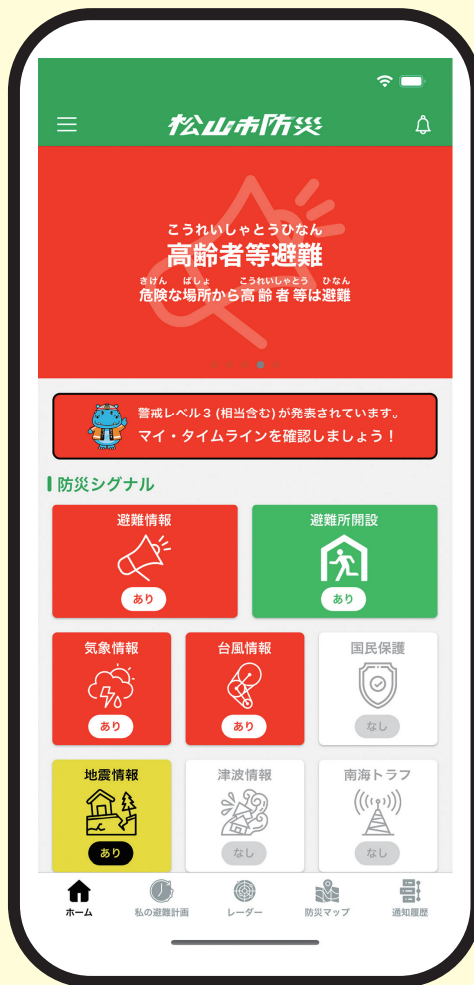 松山市防災
こうれいしゃとうひなん
高齢者等避難
きけん ばしょ こうれいしゃとう ひなん
危険な場所から高齢者等は避難
警戒レベル3(相当含む)が発表されています。
マイ・タイムラインを確認しましょう！
防災シグナル
避難情報
あり
避難所開設
あり
気象情報
あり
台風情報
あり
国民保護
なし
地震情報
あり
津波情報
なし
南海トラフ
なし
ホーム
私の避難計画
レーダー
防災マップ
通知履歴